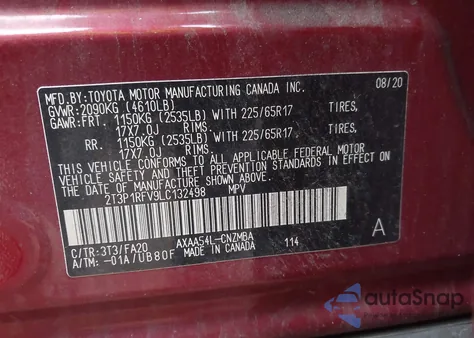 MFD.BY:TOYOTA MOTOR MANUFACTURING CANADA INC. 08/20
GVWR:2090KG (4610LB)
GAWR:FRT. 1150KG (2535LB) WITH 225/65R17 TIRES,
17X7.0J RIMS.
RR. 1150KG (2535LB) WITH 225/65R17 TIRES,
17X7.0J RIMS.
THIS VEHICLE CONFORMS TO ALL APPLICABLE FEDERAL MOTOR
VEHICLE SAFETY AND THEFT PREVENTION STANDARDS IN
EFFECT ON THE DATE OF MANUFACTURE SHOWN ABOVE.
2T3P1RFV9LC132498 MPV
A
C/TR:3T3/FA20 AXAA54L-CNZMBA 114
A/TM:-01A/UB80F MADE IN CANADA
autaSnap